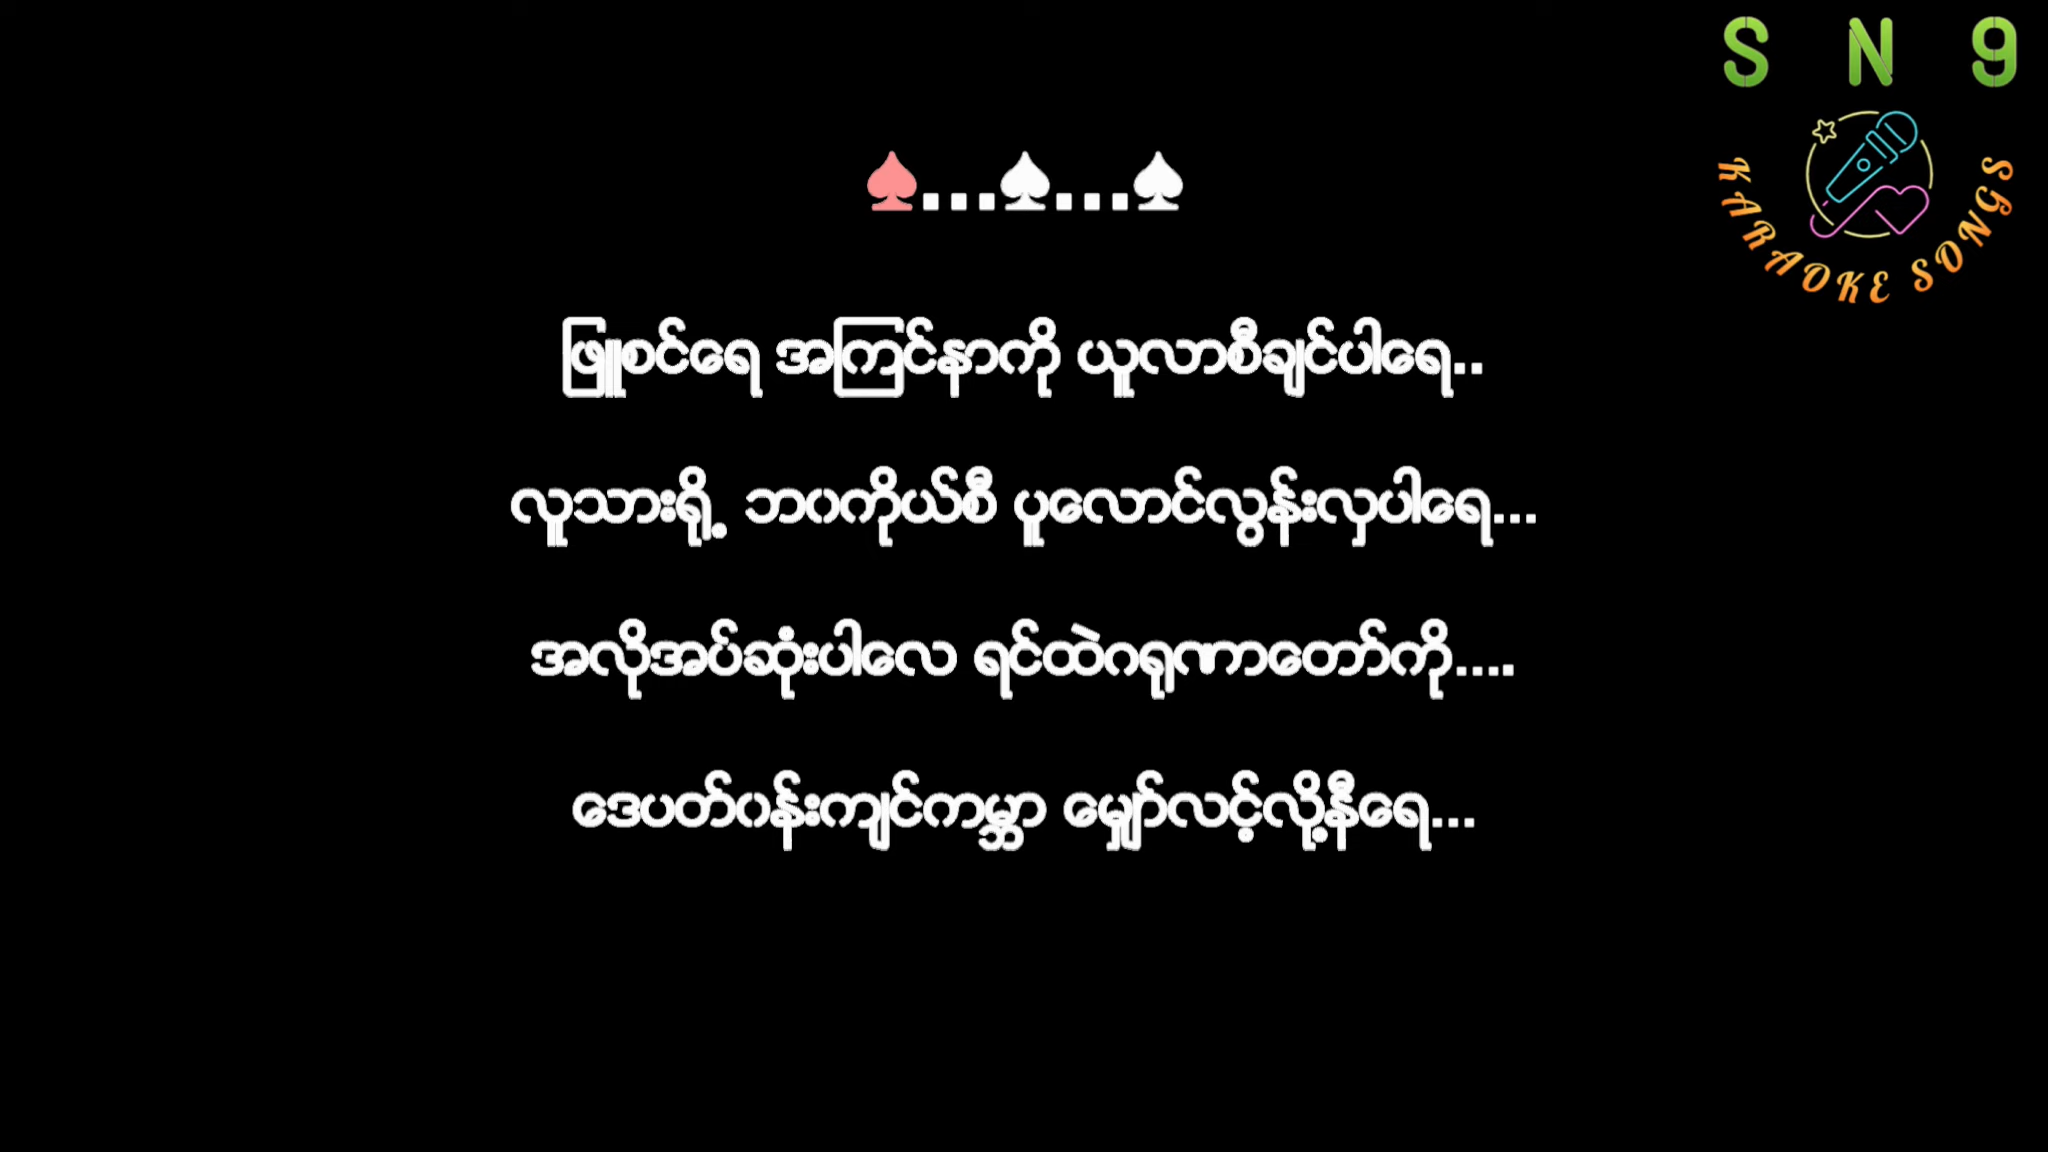 S N 9
KARAOKE SONGS
♠...♠...♠
ဖြူစင်ရေ အကြင်နာကို ယူလာစီချင်ပါရေ..
လူသားရို့ ဘဝကိုယ်စီ ပူလောင်လွန်းလှပါရေ...
အလိုအပ်ဆုံးပါလေ ရင်ထဲဂရုဏာတော်ကို....
ဒေပတ်ဝန်းကျင်ကမ္ဘာ မျှော်လင့်လို့နီရေ...